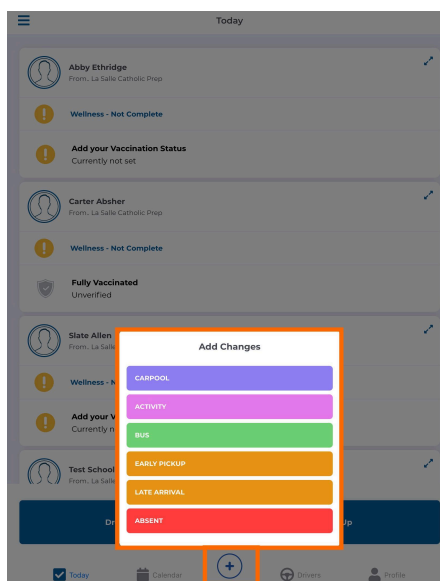 Today
Abby Ethridge
From.. La Salle Catholic Prep
Wellness - Not Complete
Add your Vaccination Status
Currently not set
Carter Absher
From.. La Salle Catholic Prep
Wellness - Not Complete
Fully Vaccinated
Unverified
Slate Allen
From.. La Salle
Wellness - N
Add your V
Currently n
Test School
From.. La Salle
Add Changes
CARPOOL
ACTIVITY
BUS
EARLY PICKUP
LATE ARRIVAL
ABSENT
Dr
Up
Today
Calendar
Drivers
Profile